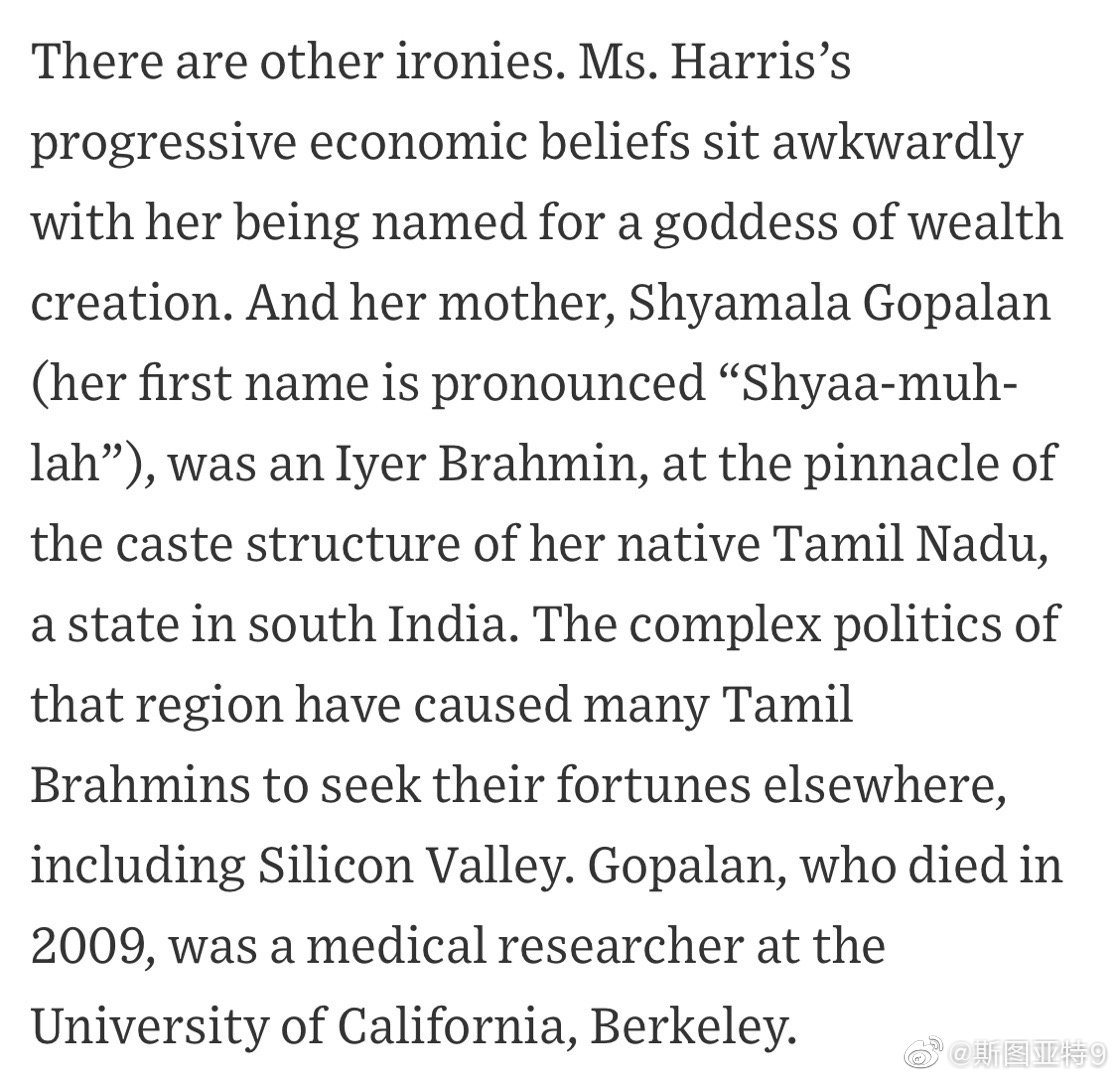 There are other ironies. Ms. Harris’s
progressive economic beliefs sit awkwardly
with her being named for a goddess of wealth
creation. And her mother, Shyamala Gopalan
(her first name is pronounced “Shyaa-muh-
lah”), was an Iyer Brahmin, at the pinnacle of
the caste structure of her native Tamil Nadu,
a state in south India. The complex politics of
that region have caused many Tamil
Brahmins to seek their fortunes elsewhere,
including Silicon Valley. Gopalan, who died in
2009, was a medical researcher at the
University of California, Berkeley.
@斯图亚特9